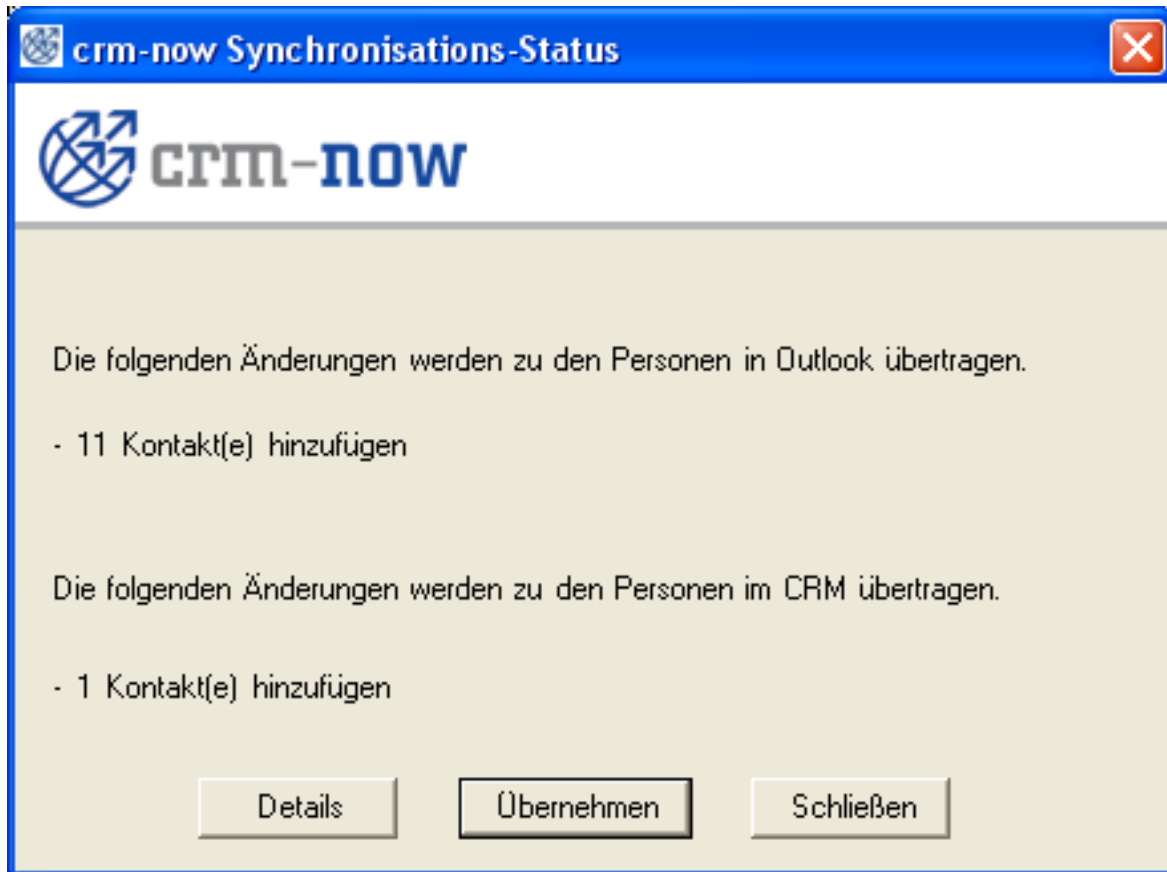 crm-now Synchronisations-Status
crm-now
Die folgenden Änderungen werden zu den Personen in Outlook übertragen.
- 11 Kontakt(e) hinzufügen
Die folgenden Änderungen werden zu den Personen im CRM übertragen.
- 1 Kontakt(e) hinzufügen
Details Übernehmen Schließen